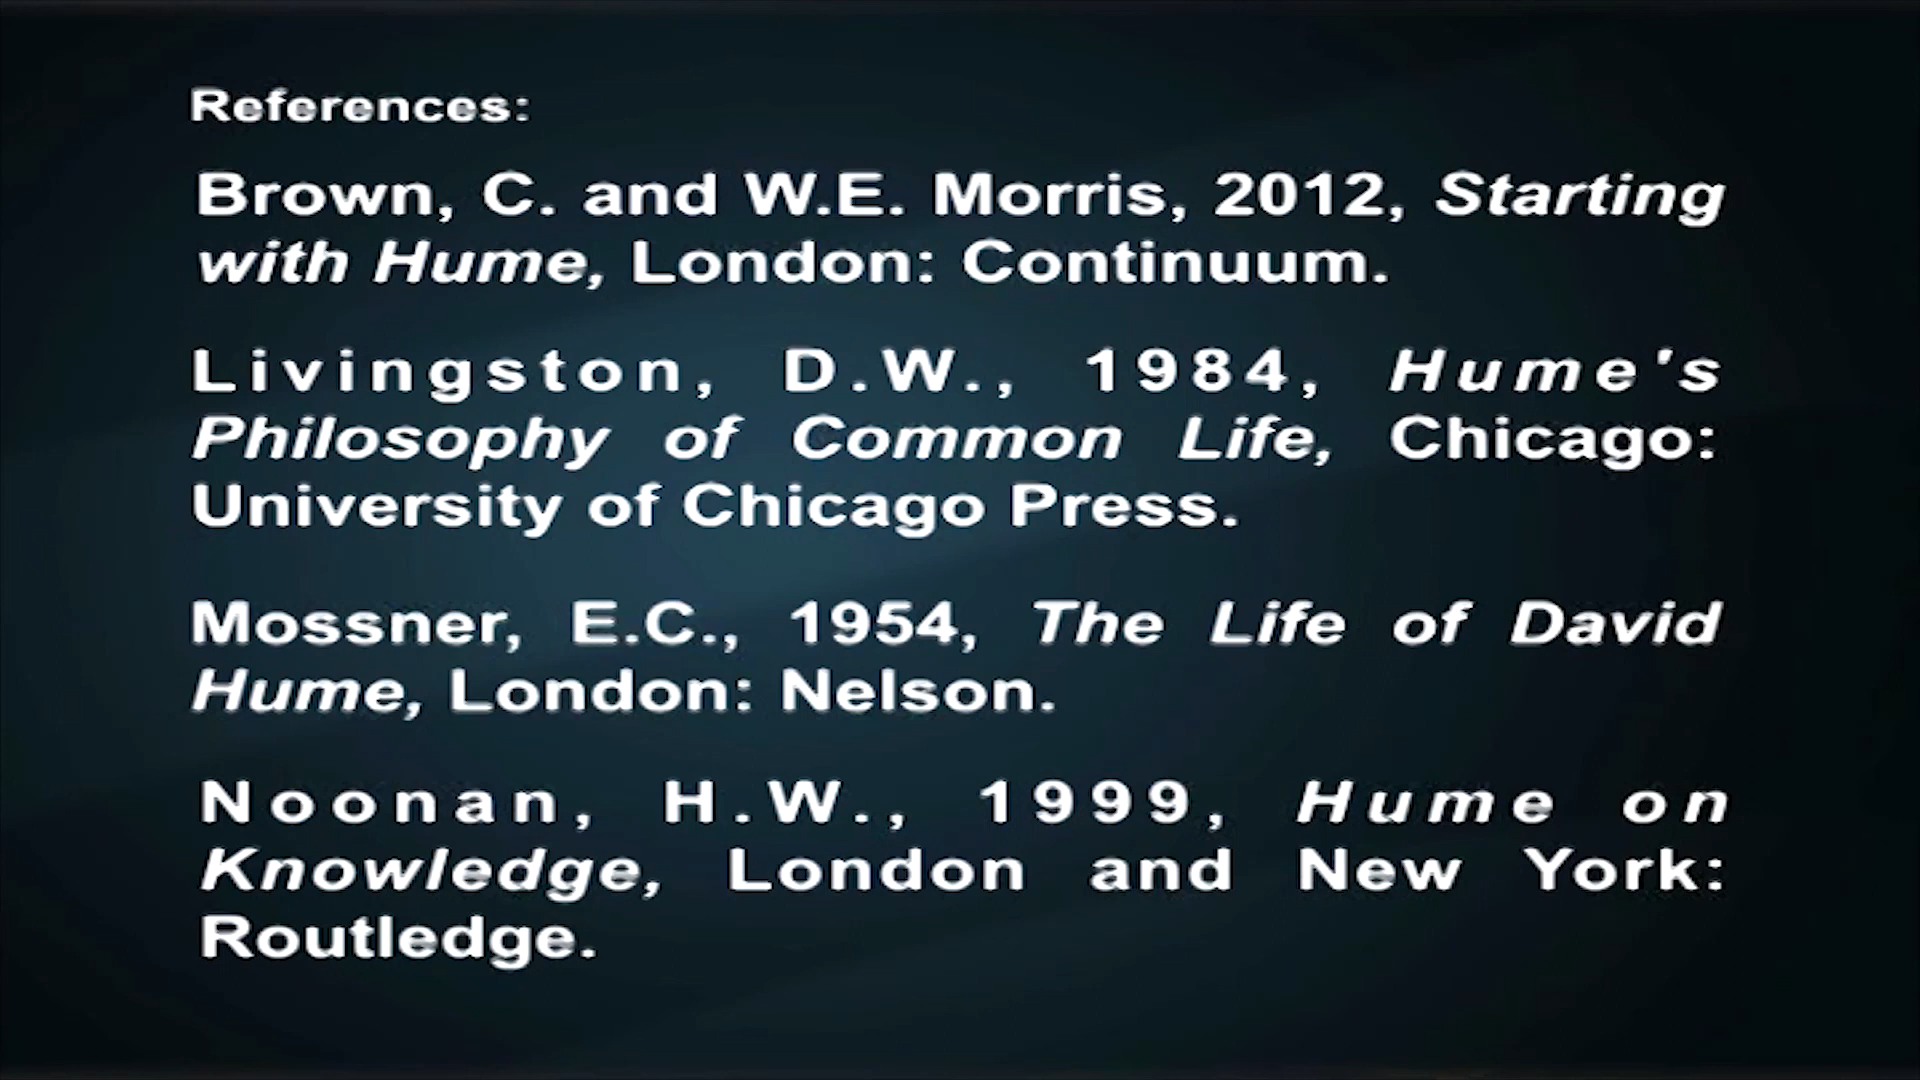 References:
Brown, C. and W.E. Morris, 2012, Starting
with Hume, London: Continuum.
Livingston, D.W., 1984, Hume's
Philosophy of Common Life, Chicago:
University of Chicago Press.
Mossner, E.C., 1954, The Life of David
Hume, London: Nelson.
Noonan, H.W., 1999, Hume on
Knowledge, London and New York:
Routledge.